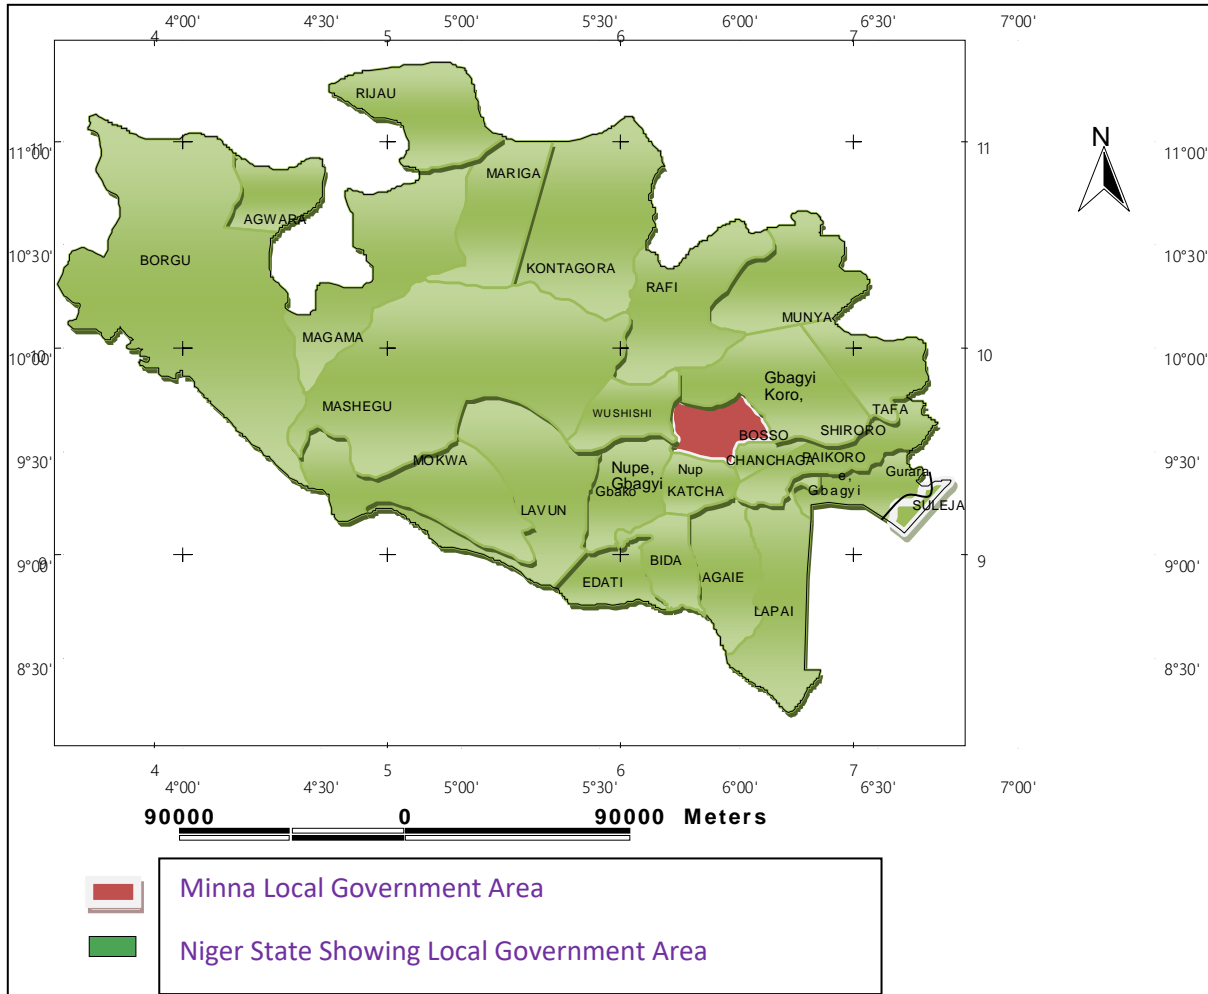 4°00' 4°30' 5°00' 5°30' 6°00' 6°30' 7°00'
4 5 6 7
RIJAU
N
11°00' 11 11 11°00'
MARIGA
AGWARA
10°30' BORGU KONTAGORA 10°30'
RAFI
MUNYA
MAGAMA
10°00' 10 10 10°00'
Gbagyi
Koro,
MASHEGU WUSHISHI TAFA
BOSSO SHIRORO
9°30' MOKWA CHANCHAGA PAIKORO 9°30'
Nupe, Nup Gurara,
Gbagyi e,
Gbako KATCHA Gbagyi
LAVUN SULEJA
9°00' 9 9 9°00'
BIDA
EDATI AGAIE
LAPAI
8°30' 8°30'
4 5 6 7
4°00' 4°30' 5°00' 5°30' 6°00' 6°30' 7°00'
90000 0 90000 Meters
Minna Local Government Area
Niger State Showing Local Government Area